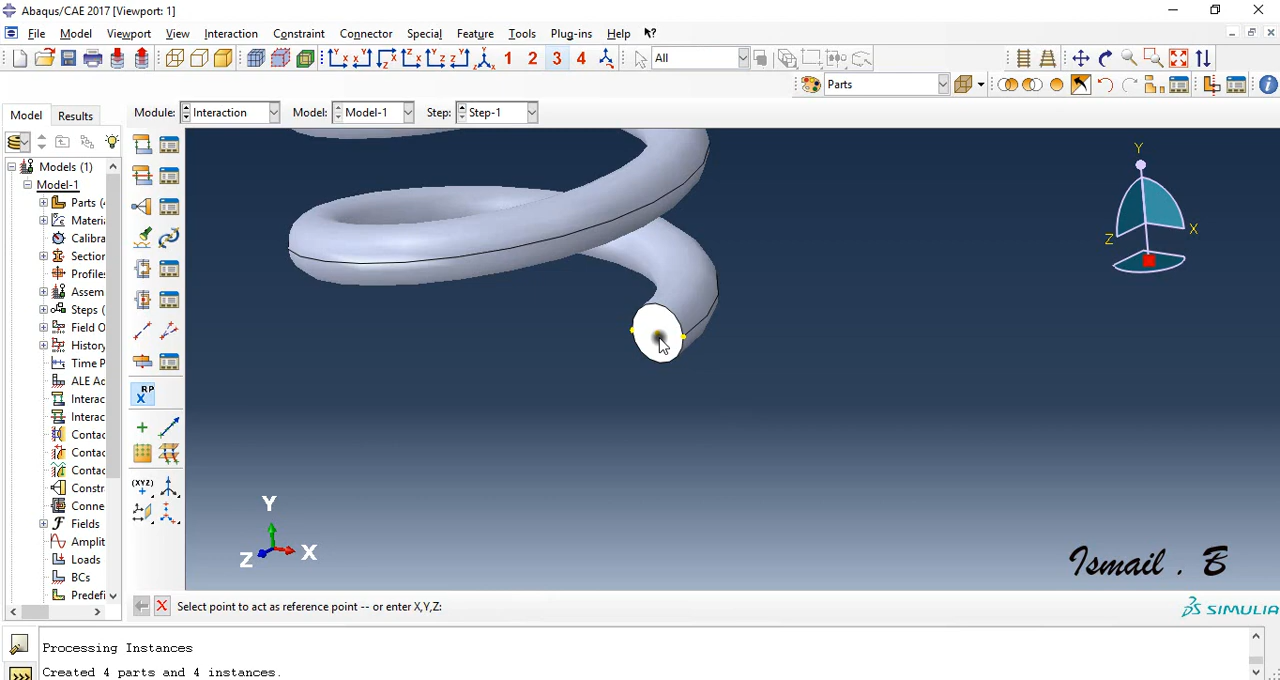 Abaqus/CAE 2017 [Viewport: 1]
File Model Viewport View Interaction Constraint Connector Special Feature Tools Plug-ins Help
1 2 3 4 All
Parts
Model Results Module: Interaction Model: Model-1 Step: Step-1
Models (1)
Model-1
Parts (4
Materia
Calibra
Section
Profiles
Assem
Steps (
Field O
History
Time P
ALE Ac
Interac
Interac
Contac
Contac
Contac
Constr
Conne
Fields
Amplit
Loads
BCs
Predefi
RP
(XYZ)
Y
Z
X
Y
Z
X
Ismail . B
Select point to act as reference point -- or enter X,Y,Z:
SIMULIA
Processing Instances
Created 4 parts and 4 instances.